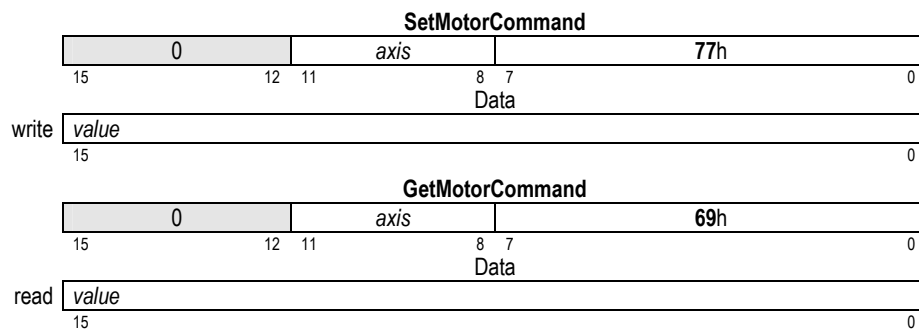 SetMotorCommand
0 axis 77h
15 12 11 8 7 0
Data
write value
15 0
GetMotorCommand
0 axis 69h
15 12 11 8 7 0
Data
read value
15 0